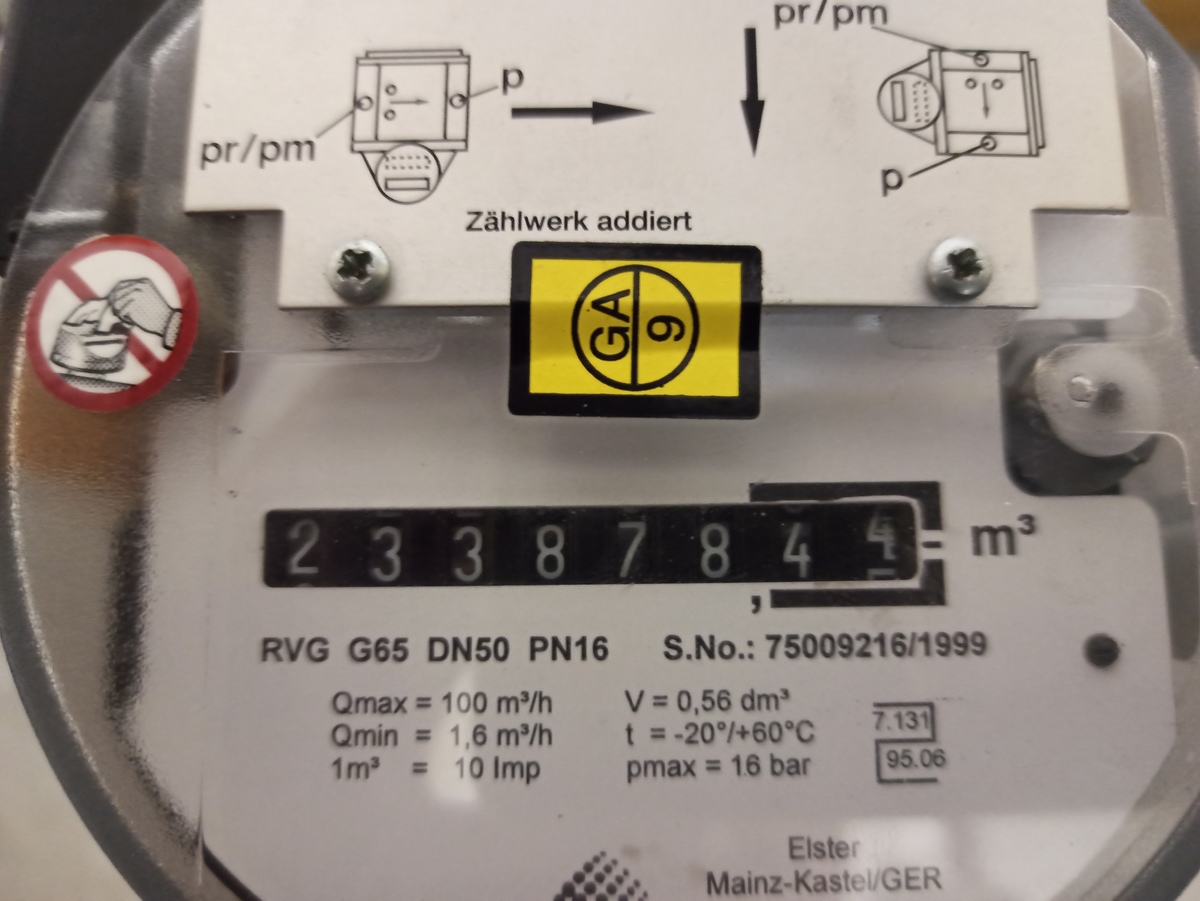 pr/pm
p
pr/pm
p
Zählwerk addiert
GA
9
2 3 3 8 7 8 4 4
m³
,
RVG G65 DN50 PN16 S.No.: 75009216/1999
Qmax = 100 m³/h V = 0,56 dm³
Qmin = 1,6 m³/h t = -20°/+60°C
1m³ = 10 Imp pmax = 16 bar
7.131
95.06
Elster
Mainz-Kastel/GER